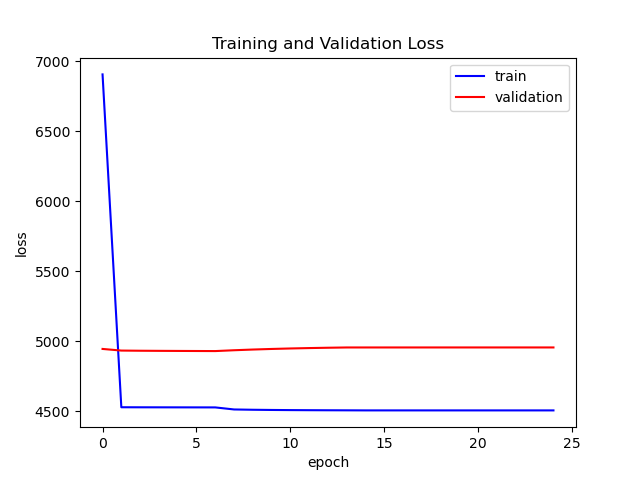 Training and Validation Loss
7000
6500
6000
5500
5000
4500
loss
train
validation
0 5 10 15 20 25
epoch